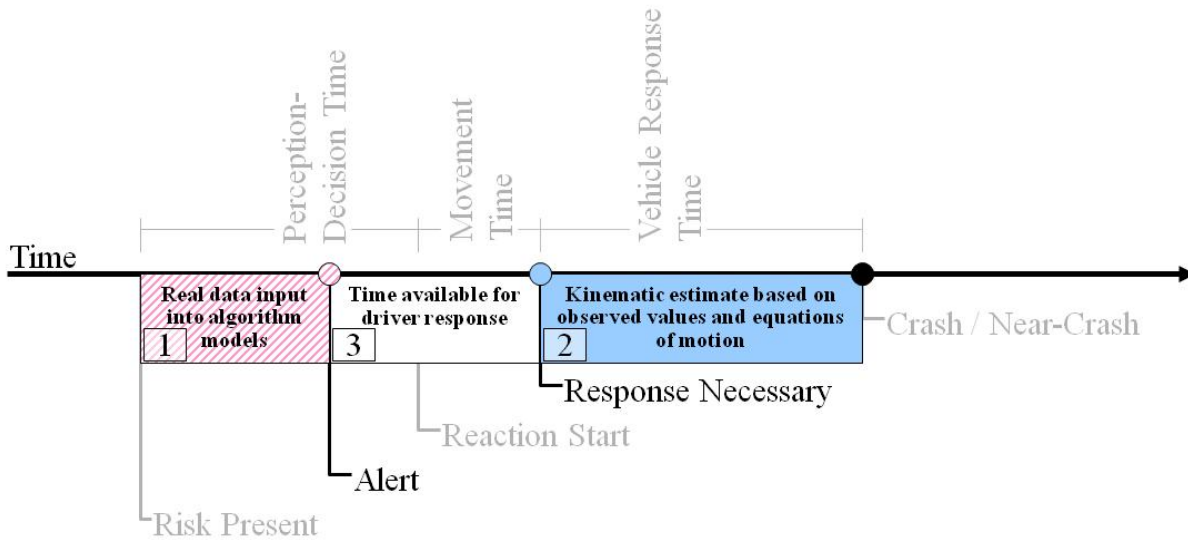 Perception-
Decision Time
Movement
Time
Vehicle Response
Time
Time
Real data input
into algorithm
models
1
Time available for
driver response
3
Kinematic estimate based on
observed values and equations
of motion
2
Crash / Near-Crash
Response Necessary
Reaction Start
Alert
Risk Present